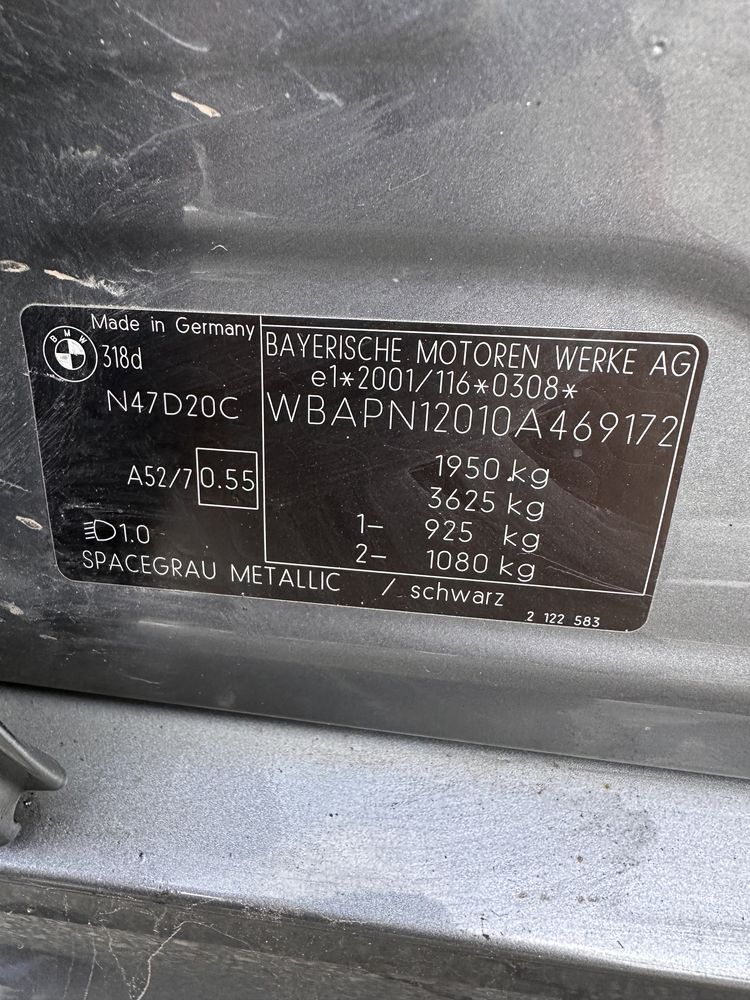 BMW
Made in Germany
318d
N47D20C
A52/7 0.55
1.0
SPACEGRAU METALLIC / schwarz
BAYERISCHE MOTOREN WERKE AG
e1*2001/116*0308*
WBAPN12010A469172
1950 kg
3625 kg
1- 925 kg
2- 1080 kg
2 122 583